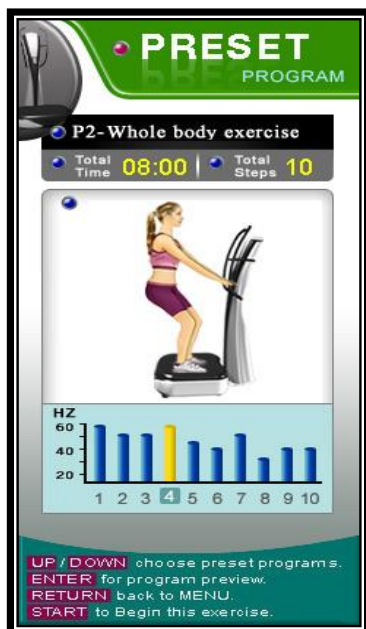 PRESET
PROGRAM
P2-Whole body exercise
Total Time 08:00 Total Steps 10
HZ
60
40
20
1 2 3 4 5 6 7 8 9 10
UP / DOWN choose preset programs.
ENTER for program preview.
RETURN back to MENU.
START to Begin this exercise.